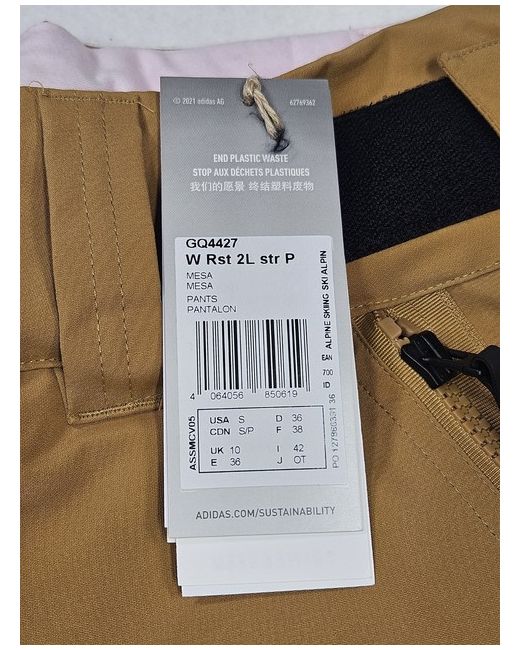 © 2021 adidas AG 62769362
END PLASTIC WASTE
STOP AUX DÉCHETS PLASTIQUES
我们的愿景 终结塑料废物
GQ4427
W Rst 2L str P
MESA
MESA
PANTS
PANTALON
4 064056 850619
ASSMCV05
USA S D 36
CDN S/P F 38
UK 10 I 42
E 36 J OT
ALPINE SKIING SKI ALPIN
EAN
700
ID
36
ADIDAS.COM/SUSTAINABILITY